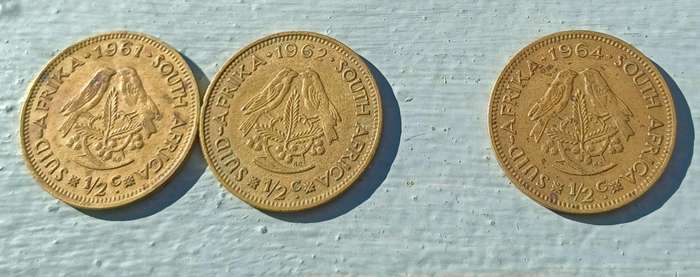 SUID-AFRIKA · 1961 · SOUTH AFRICA
1/2 C
SUID-AFRIKA · 1962 · SOUTH AFRICA
1/2 C
SUID-AFRIKA · 1964 · SOUTH AFRICA
1/2 C